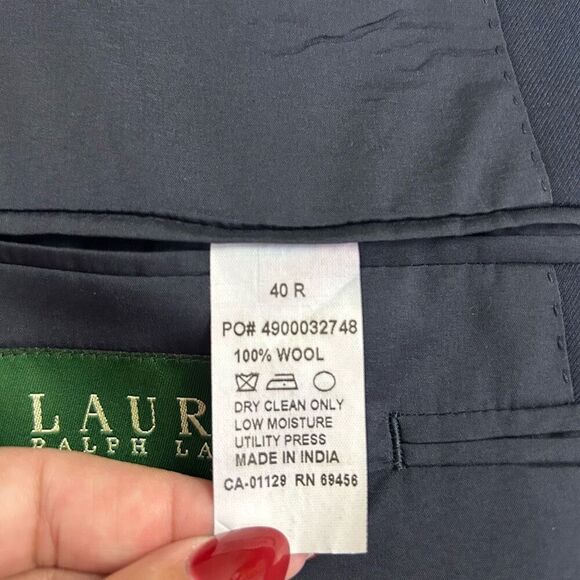 40 R
PO# 4900032748
100% WOOL
DRY CLEAN ONLY
LOW MOISTURE
UTILITY PRESS
MADE IN INDIA
CA-01129 RN 69456
LAUR
RALPH LA